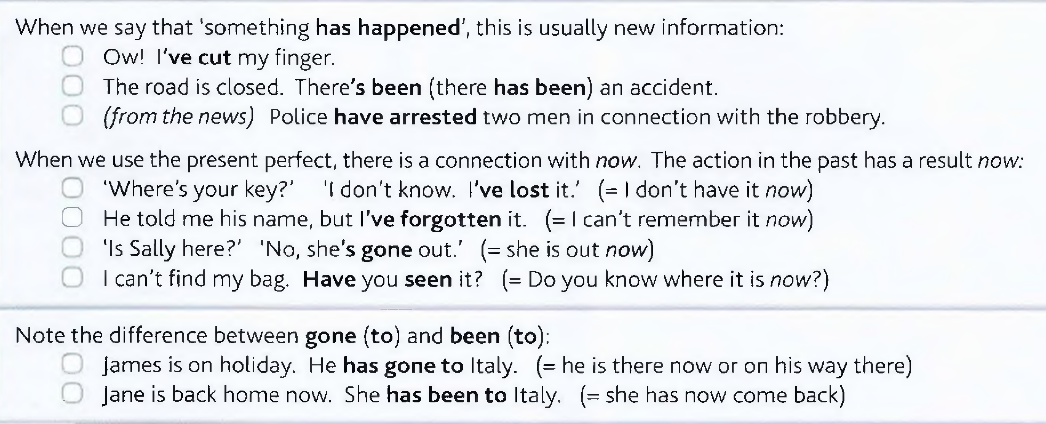 When we say that 'something has happened', this is usually new information:
Ow! I've cut my finger.
The road is closed. There's been (there has been) an accident.
(from the news) Police have arrested two men in connection with the robbery.
When we use the present perfect, there is a connection with now. The action in the past has a result now:
'Where's your key?' 'I don't know. I've lost it.' (= I don't have it now)
He told me his name, but I've forgotten it. (= I can't remember it now)
'Is Sally here?' 'No, she's gone out.' (= she is out now)
I can't find my bag. Have you seen it? (= Do you know where it is now?)
Note the difference between gone (to) and been (to):
James is on holiday. He has gone to Italy. (= he is there now or on his way there)
Jane is back home now. She has been to Italy. (= she has now come back)